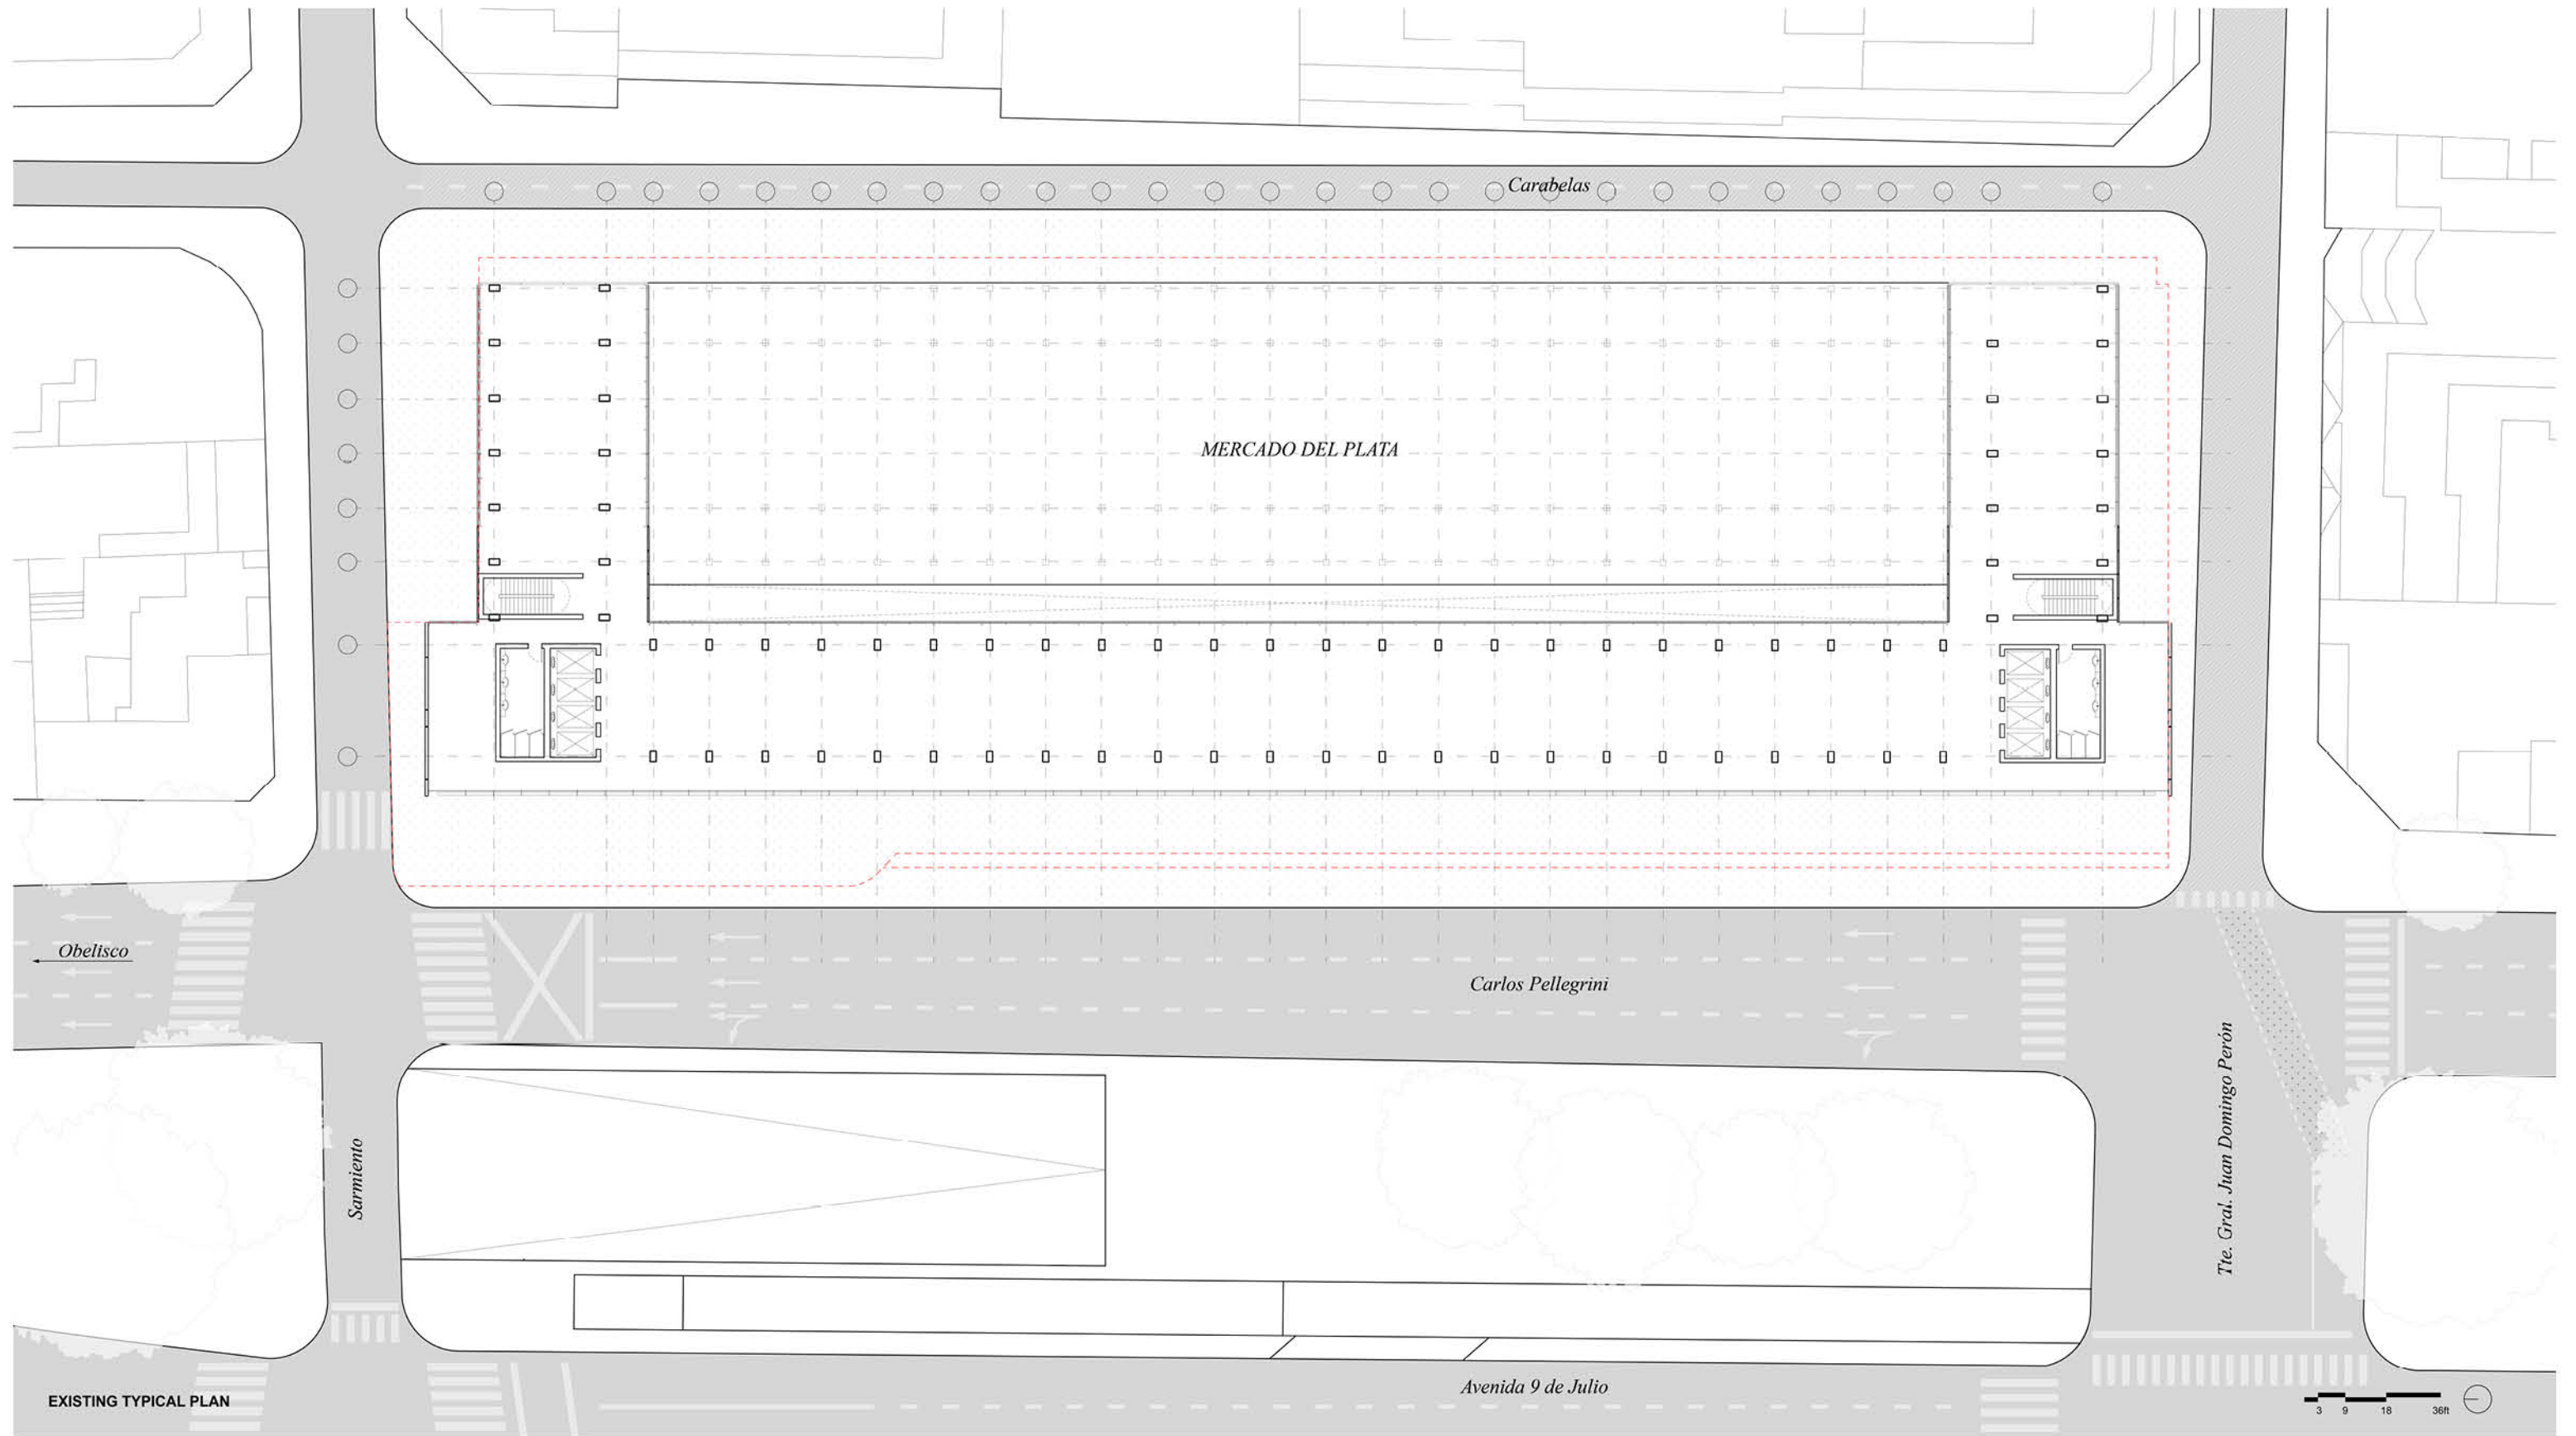 Carabelas
MERCADO DEL PLATA
Obelisco
Carlos Pellegrini
Sarmiento
Tte. Gral. Juan Domingo Perón
Avenida 9 de Julio
EXISTING TYPICAL PLAN
3 9 18 36ft